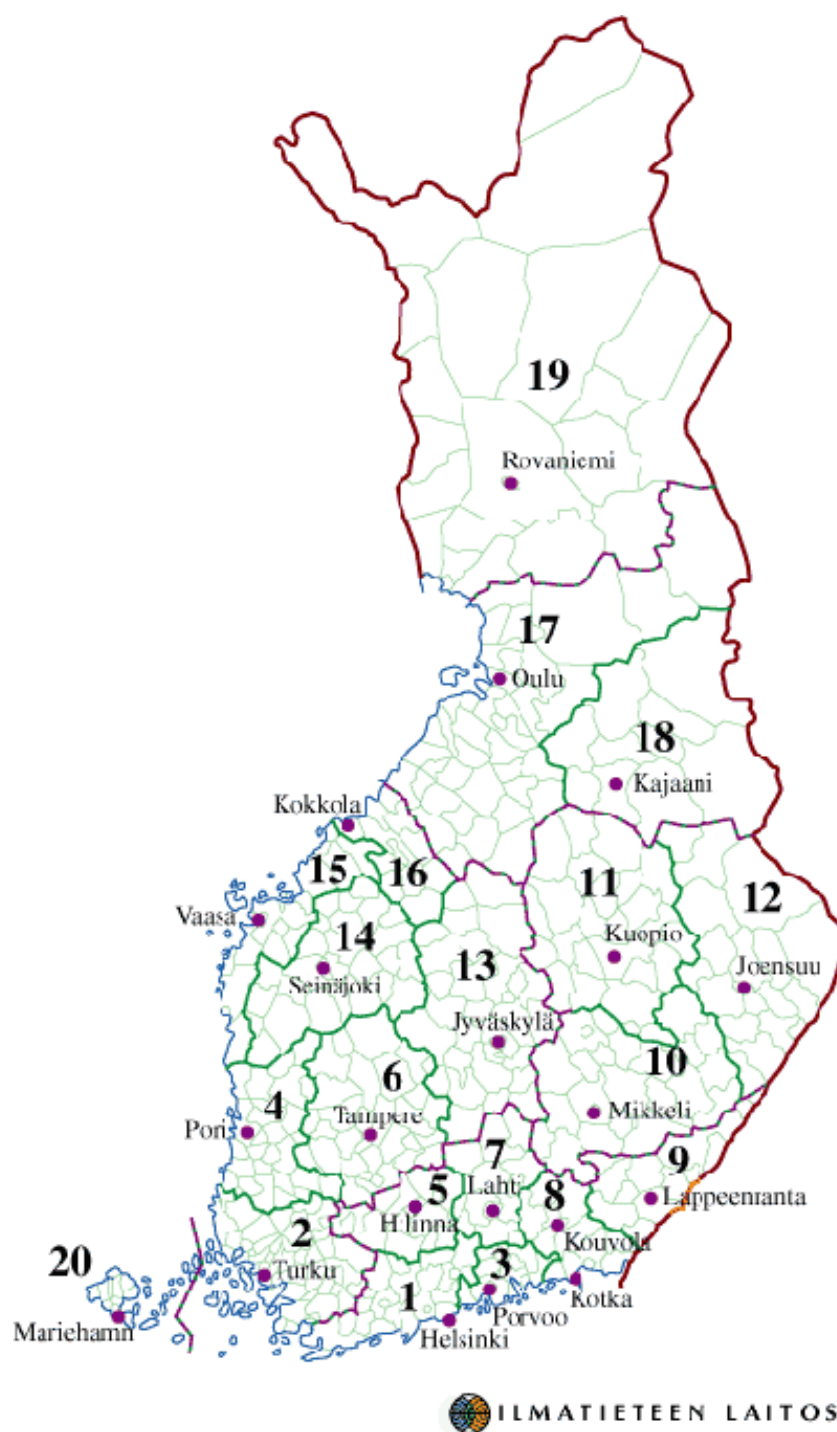 19
Rovaniemi
17
Oulu
18
Kajaani
Kokkola
15
16
11
12
Vaasa
14
Kuopio
Seinäjoki
13
Joensuu
Jyväskylä
10
6
4
Mikkeli
Pori
Tampere
7
9
5
Lahti
8
Lappeenranta
H:linna
2
Kouvola
20
Turku
3
1
Kotka
Porvoo
Mariehamn
Helsinki
ILMATIETEEN LAITOS